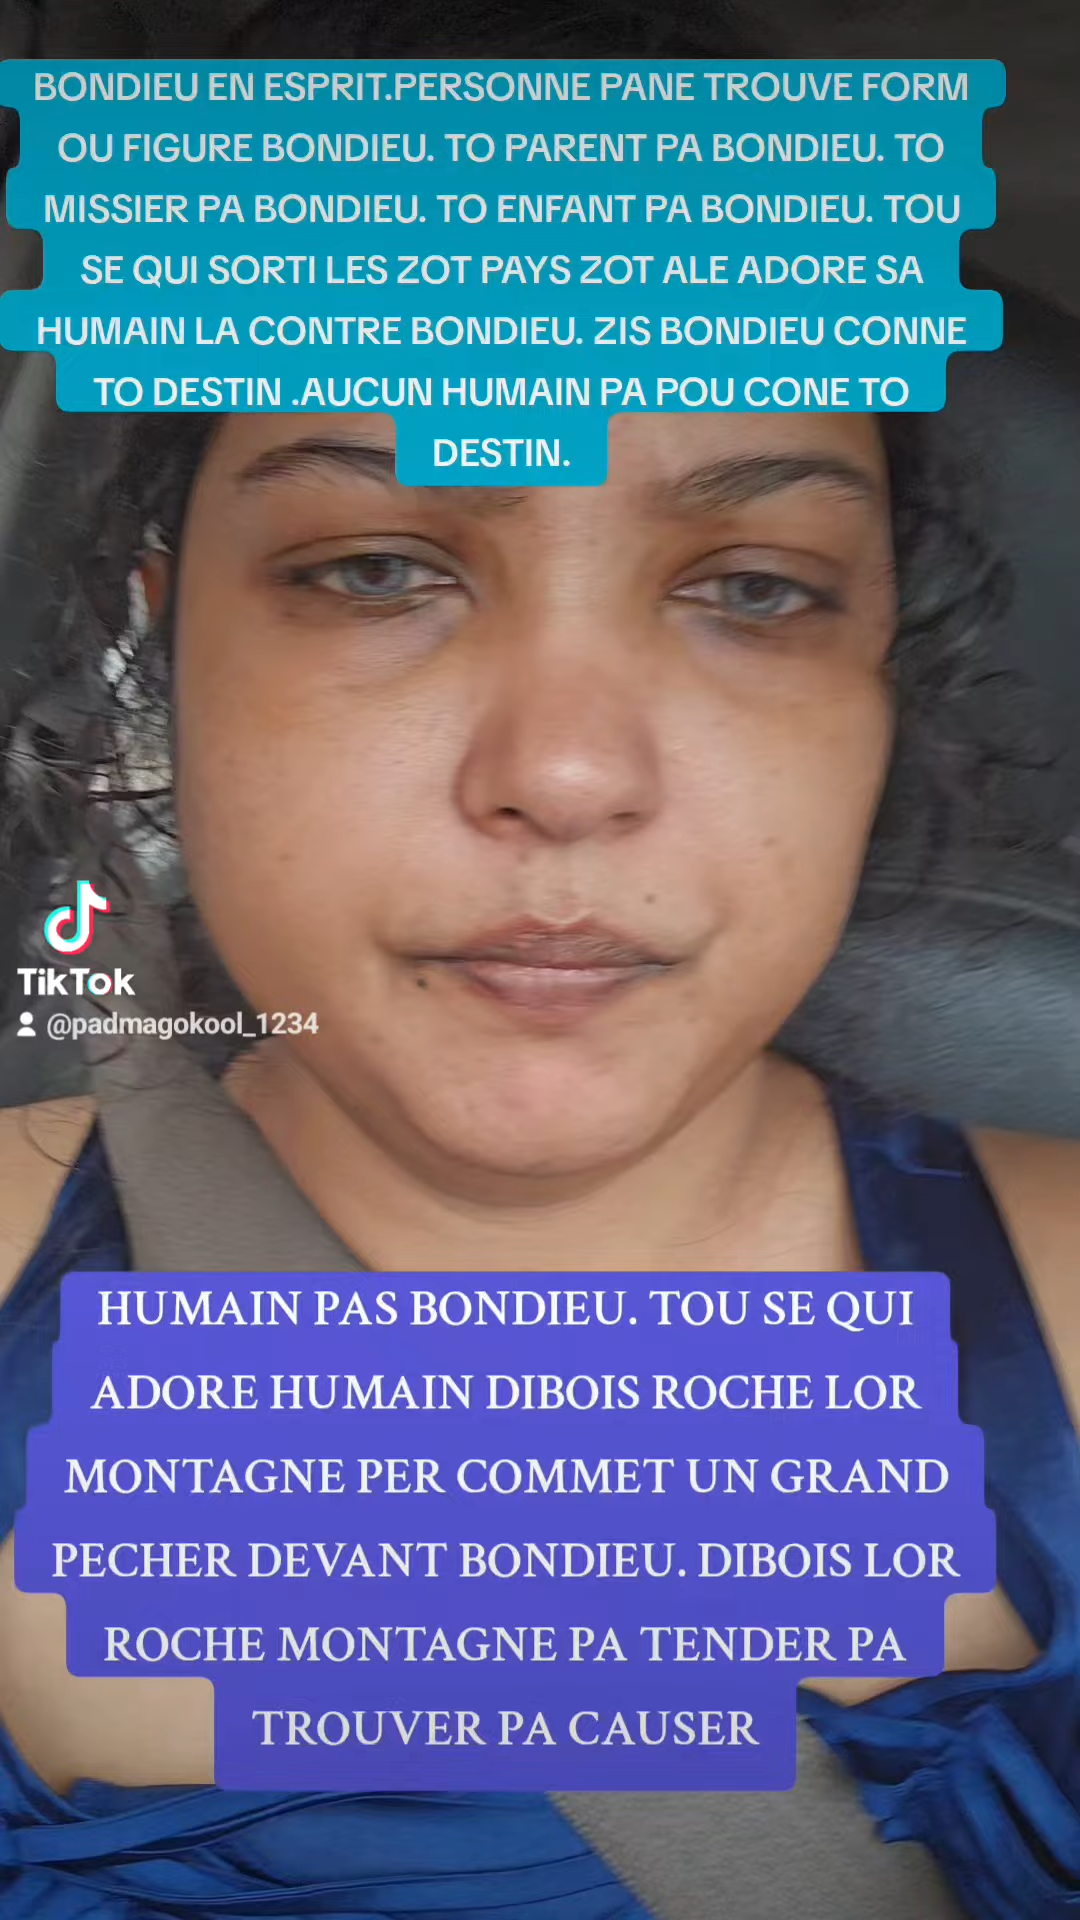 BONDIEU EN ESPRIT.PERSONNE PANE TROUVE FORM
OU FIGURE BONDIEU. TO PARENT PA BONDIEU. TO
MISSIER PA BONDIEU. TO ENFANT PA BONDIEU. TOU
SE QUI SORTI LES ZOT PAYS ZOT ALE ADORE SA
HUMAIN LA CONTRE BONDIEU. ZIS BONDIEU CONNE
TO DESTIN .AUCUN HUMAIN PA POU CONE TO
DESTIN.
TikTok
@padmagokool_1234
HUMAIN PAS BONDIEU. TOU SE QUI
ADORE HUMAIN DIBOIS ROCHE LOR
MONTAGNE PER COMMET UN GRAND
PECHER DEVANT BONDIEU. DIBOIS LOR
ROCHE MONTAGNE PA TENDER PA
TROUVER PA CAUSER